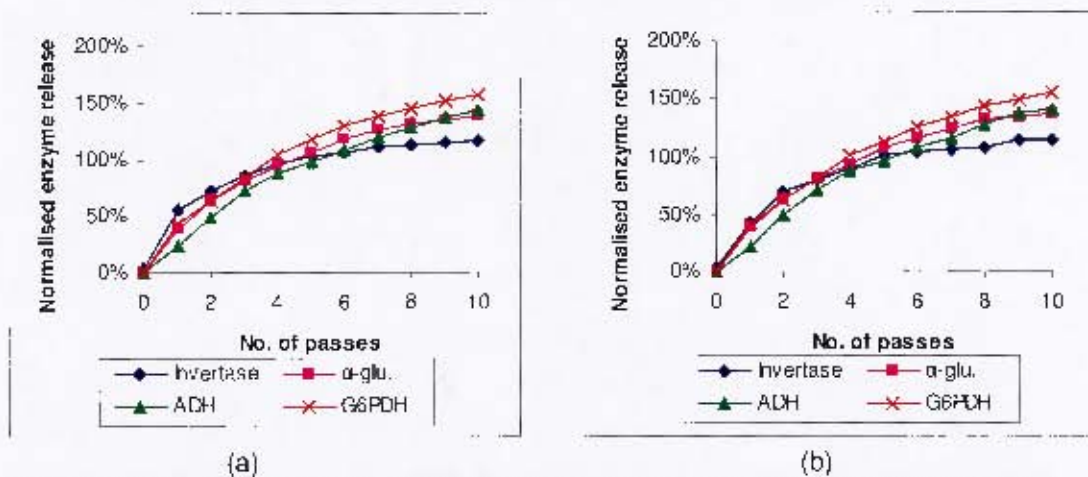 Normalised enzyme release
200%
150%
100%
50%
0%
0 2 4 6 8 10
No. of passes
Invertase α-glu.
ADH G6PDH
(a)
Normalised enzyme release
200%
150%
100%
50%
0%
0 2 4 6 8 10
No. of passes
Invertase α-glu.
ADH G6PDH
(b)